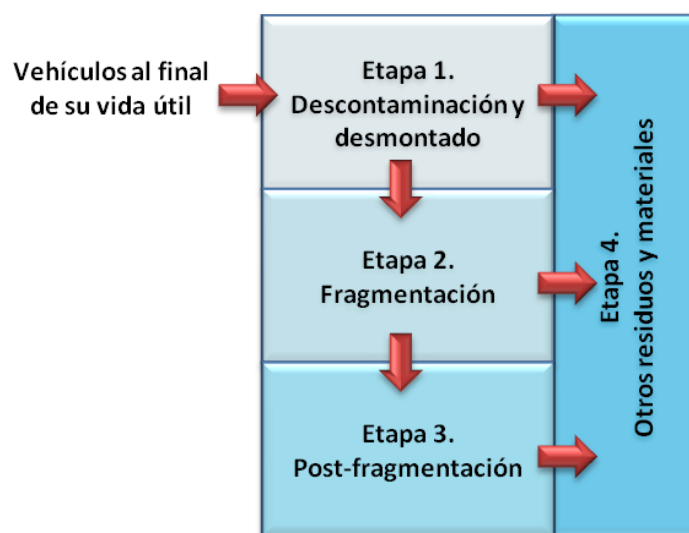 Vehículos al final
de su vida útil
Etapa 1.
Descontaminación y
desmontado
Etapa 2.
Fragmentación
Etapa 3.
Post-fragmentación
Etapa 4.
Otros residuos y materiales